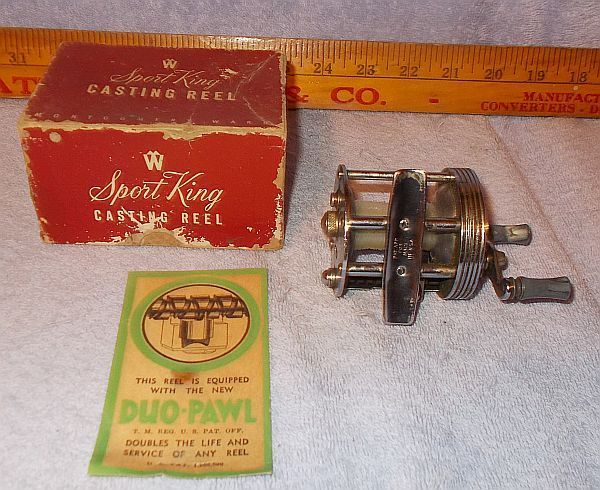 31
24
23
22
21
20
19
18
& CO. -
MANUFACT
CONVERTERS - D
W
Sport King
CASTING REEL
W
Sport King
CASTING REEL
THIS REEL IS EQUIPPED
WITH THE NEW
DUO-PAWL
T. M. REG. U. S. PAT. OFF.
DOUBLES THE LIFE AND
SERVICE OF ANY REEL